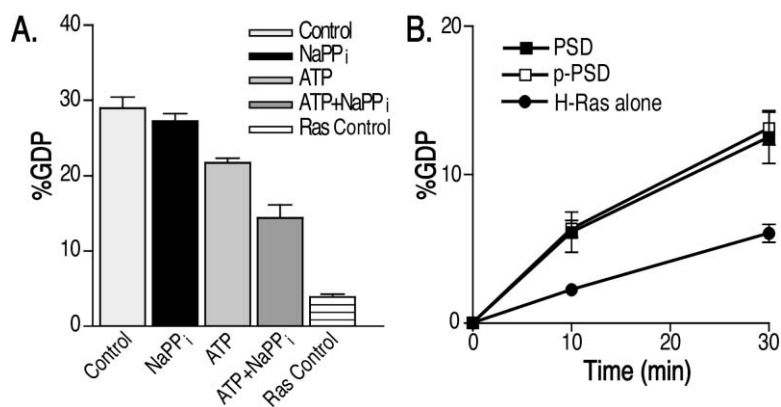 A.
%GDP
40
30
20
10
0
Control
NaPPi
ATP
ATP+NaPPi
Ras Control
Control
NaPPi
ATP
ATP+NaPPi
Ras Control
B.
%GDP
20
10
0
PSD
p-PSD
H-Ras alone
0
10
20
30
Time (min)